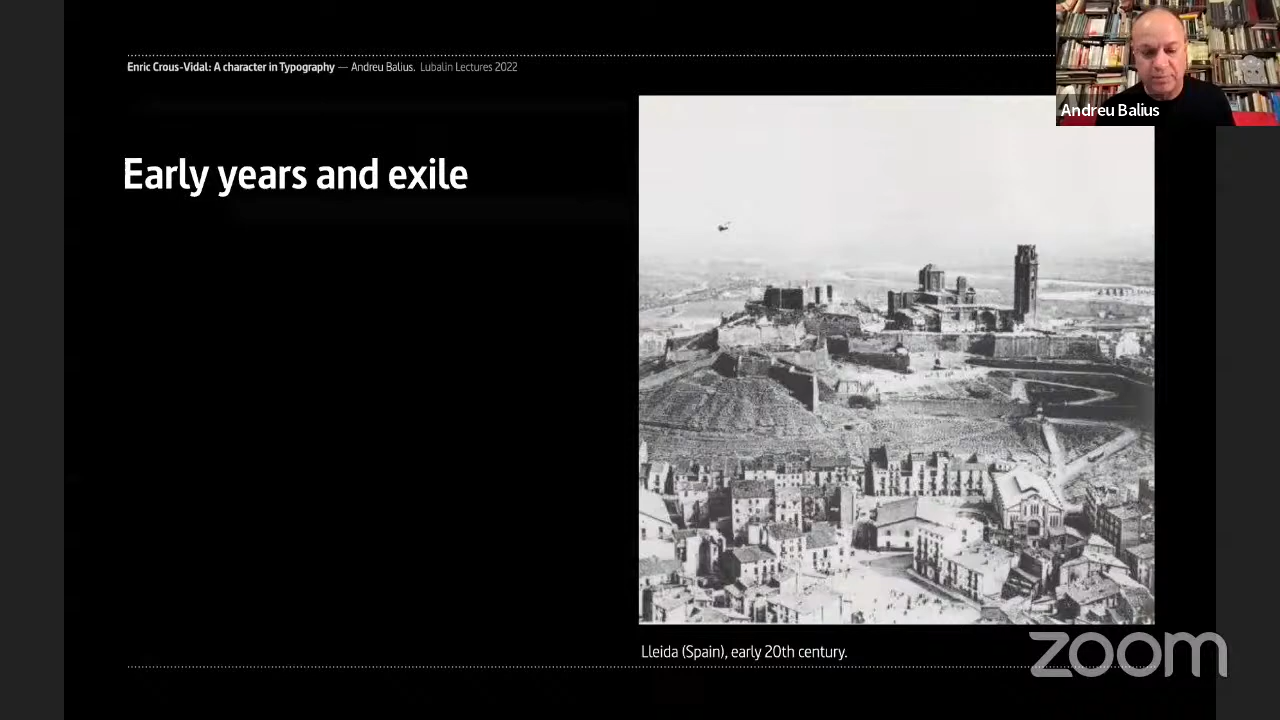 Enric Crous-Vidal: A character in Typography — Andreu Balius. Lubalin Lectures 2022
Andreu Balius
Early years and exile
Lleida (Spain), early 20th century.
zoom